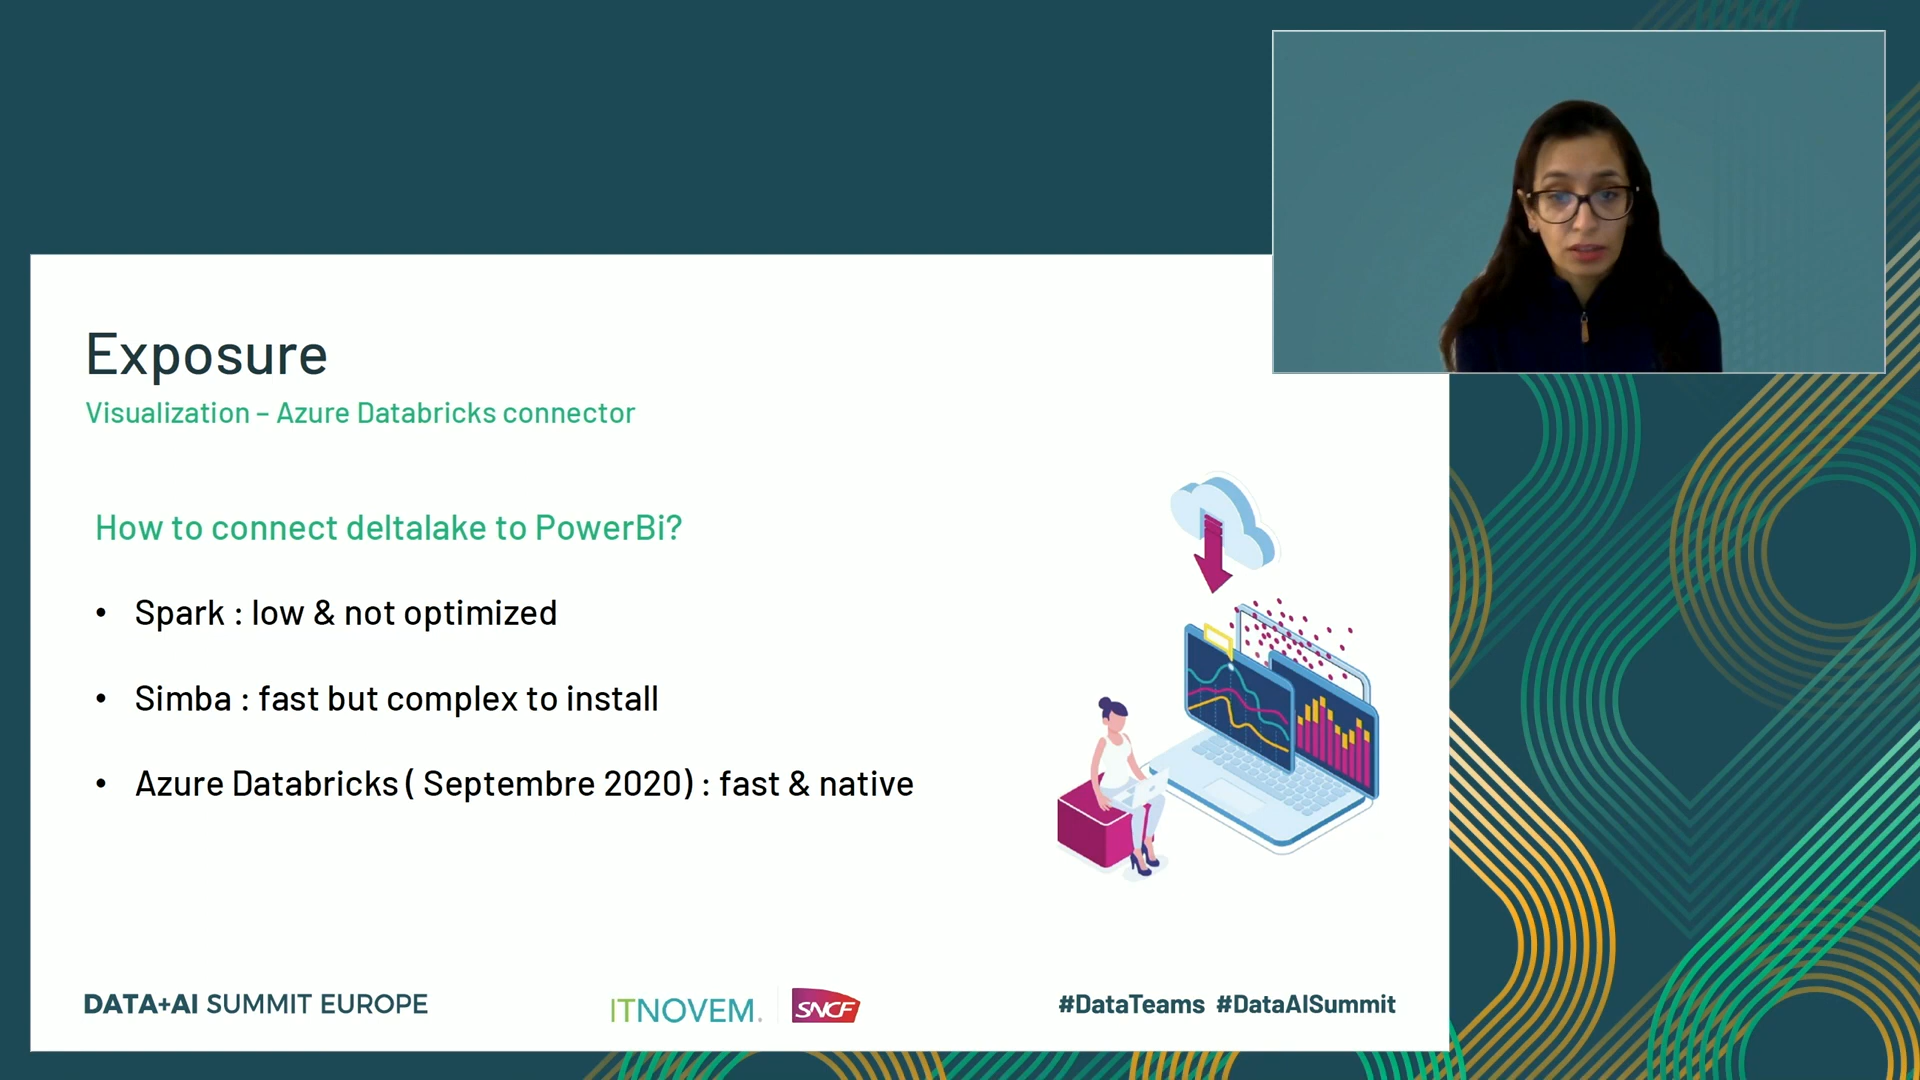 Exposure
Visualization – Azure Databricks connector
How to connect deltalake to PowerBi?
• Spark : low & not optimized
• Simba : fast but complex to install
• Azure Databricks ( Septembre 2020) : fast & native
DATA+AI SUMMIT EUROPE
ITNOVEM.
SNCF
#DataTeams #DataAISummit